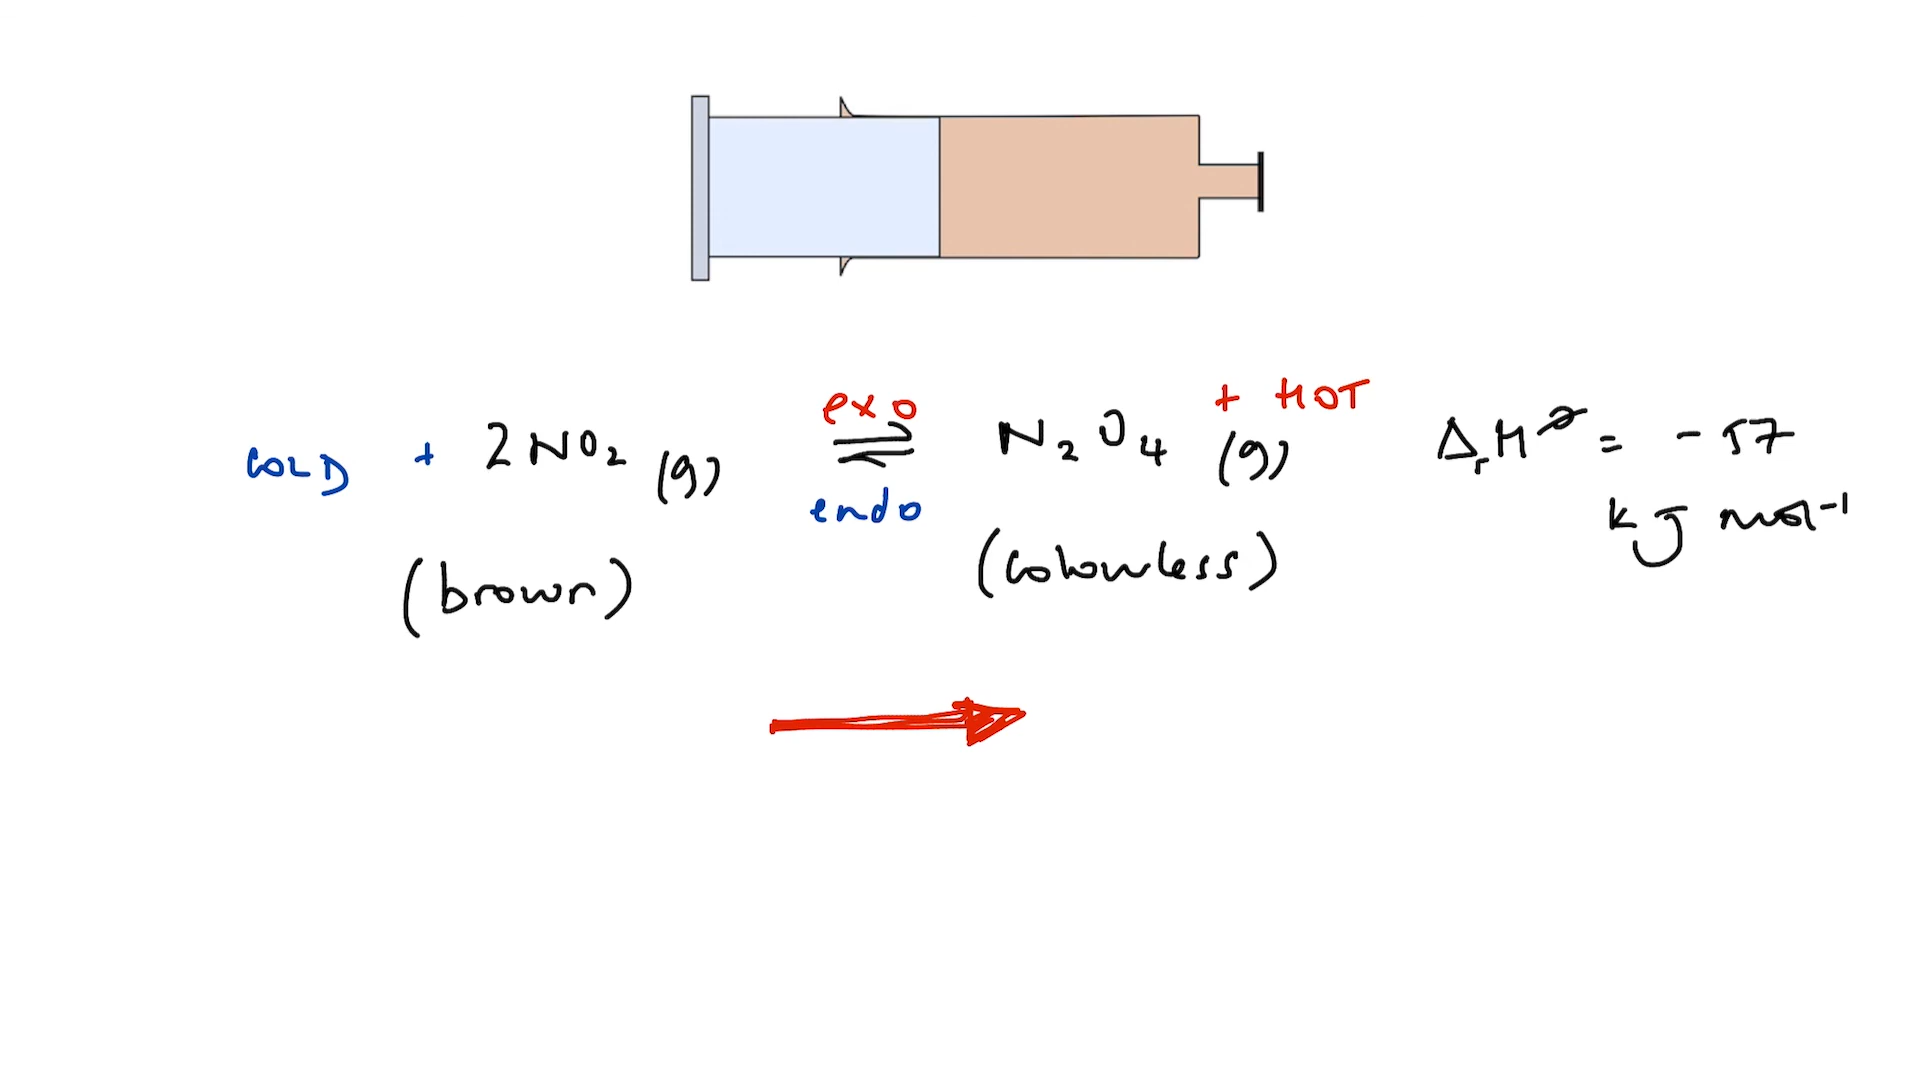 exo + HOT
COLD + 2NO₂ (g) ⇌ N₂O₄ (g) ΔᵣH⦵ = -57
endo kJ mol⁻¹
(brown) (colourless)